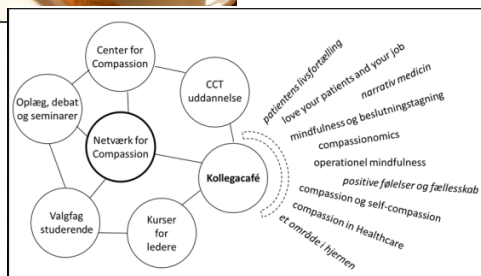 Center for
Compassion
CCT
uddannelse
Oplæg, debat
og seminarer
Netværk for
Compassion
Kollegacafé
Valgfag
studerende
Kurser
for
ledere
patientens livsfortælling
love your patients and your job
narrativ medicin
mindfulness og beslutningstagning
compassionomics
operationel mindfulness
positive følelser og fællesskab
compassion og self-compassion
compassion in Healthcare
et område i hjernen